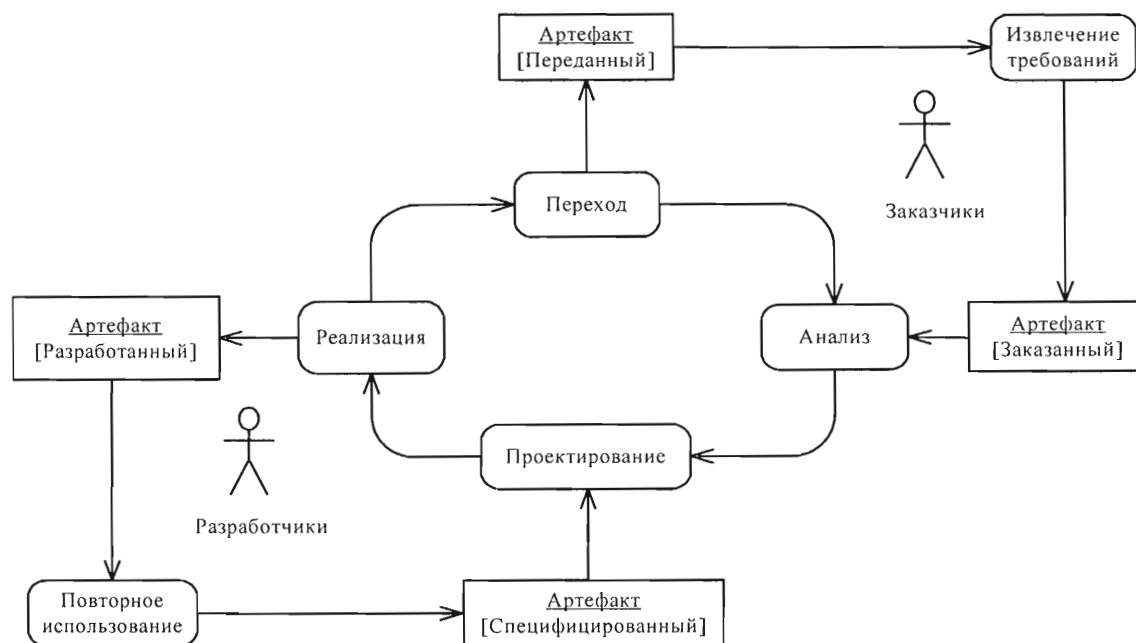 Артефакт
[Переданный]
Извлечение
требований
Заказчики
Переход
Артефакт
[Разработанный]
Реализация
Анализ
Артефакт
[Заказанный]
Проектирование
Разработчики
Повторное
использование
Артефакт
[Специфицированный]